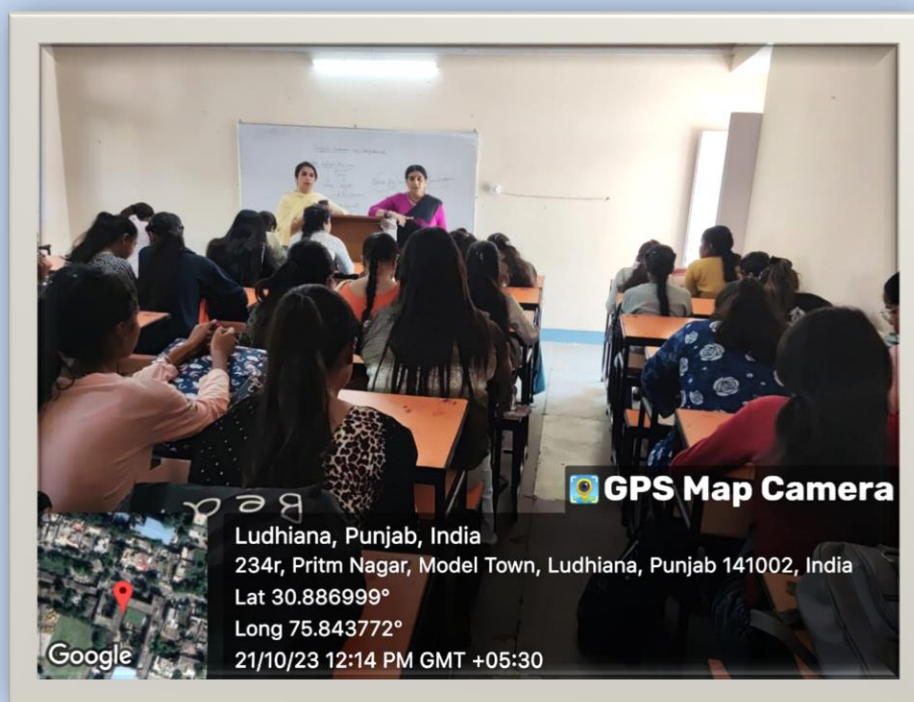 GPS Map Camera
Ludhiana, Punjab, India
234r, Pritm Nagar, Model Town, Ludhiana, Punjab 141002, India
Lat 30.886999°
Long 75.843772°
21/10/23 12:14 PM GMT +05:30
Google